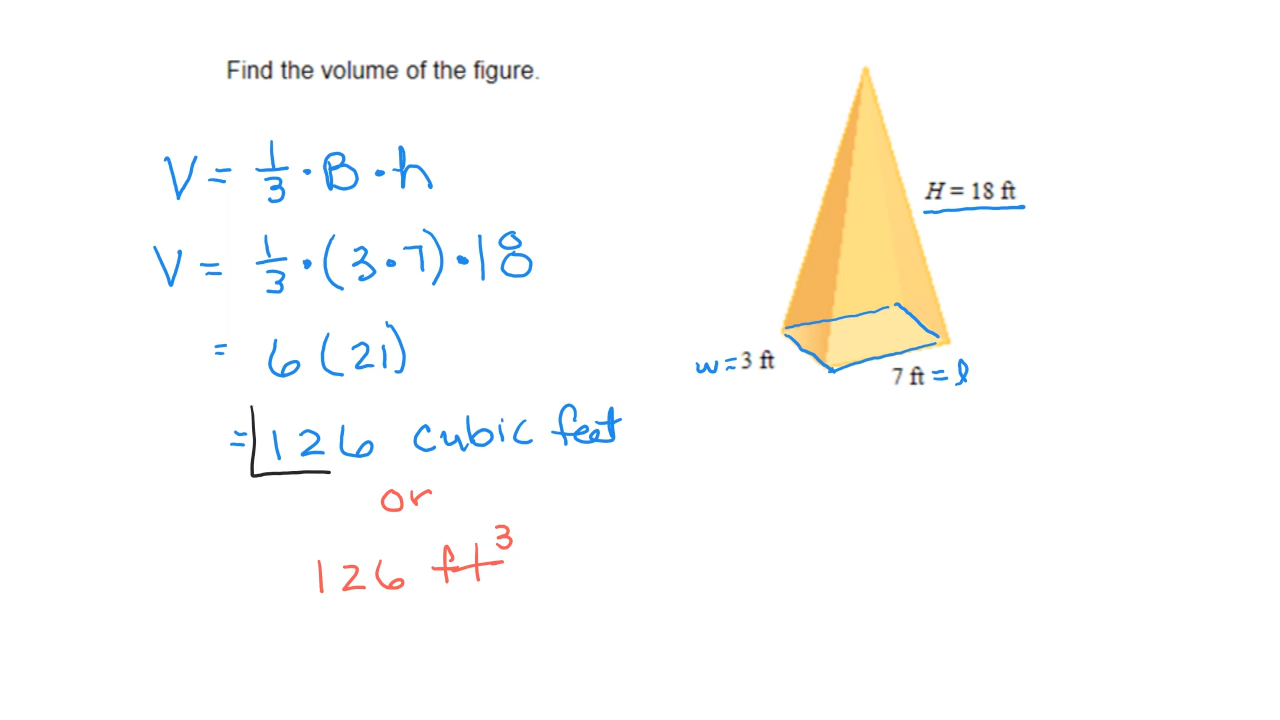 Find the volume of the figure.
V = 1/3 · B · h
V = 1/3 · (3 · 7) · 18
= 6 (21)
= 126 cubic feet
or
126 ft³
H = 18 ft
w = 3 ft
7 ft = l